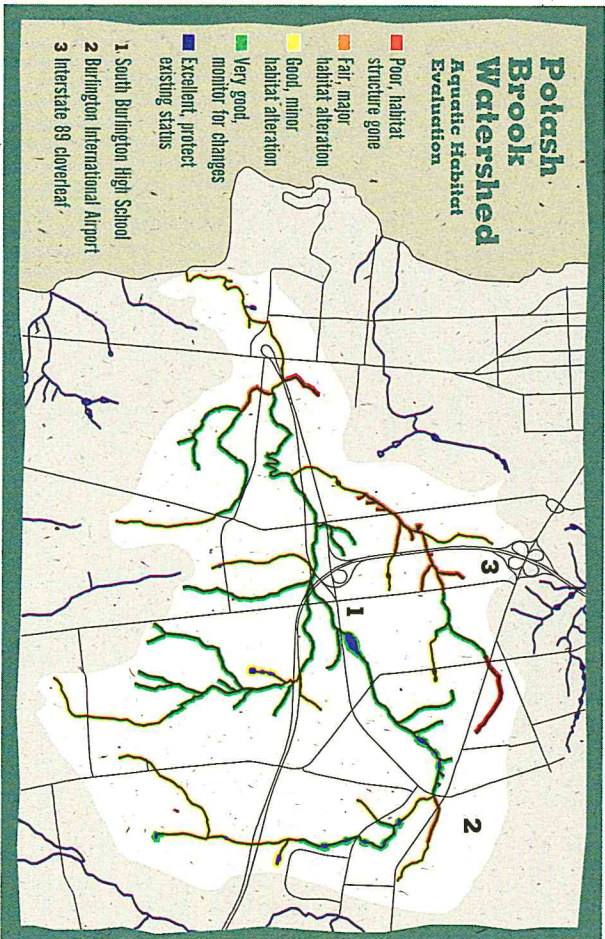 Potash
Brook
Watershed
Aquatic Habitat
Evaluation
Poor, habitat
structure gone
Fair, major
habitat alteration
Good, minor
habitat alteration
Very good,
monitor for changes
Excellent, protect
existing status
1 South Burlington High School
2 Burlington International Airport
3 Interstate 89 cloverleaf
3
1
2